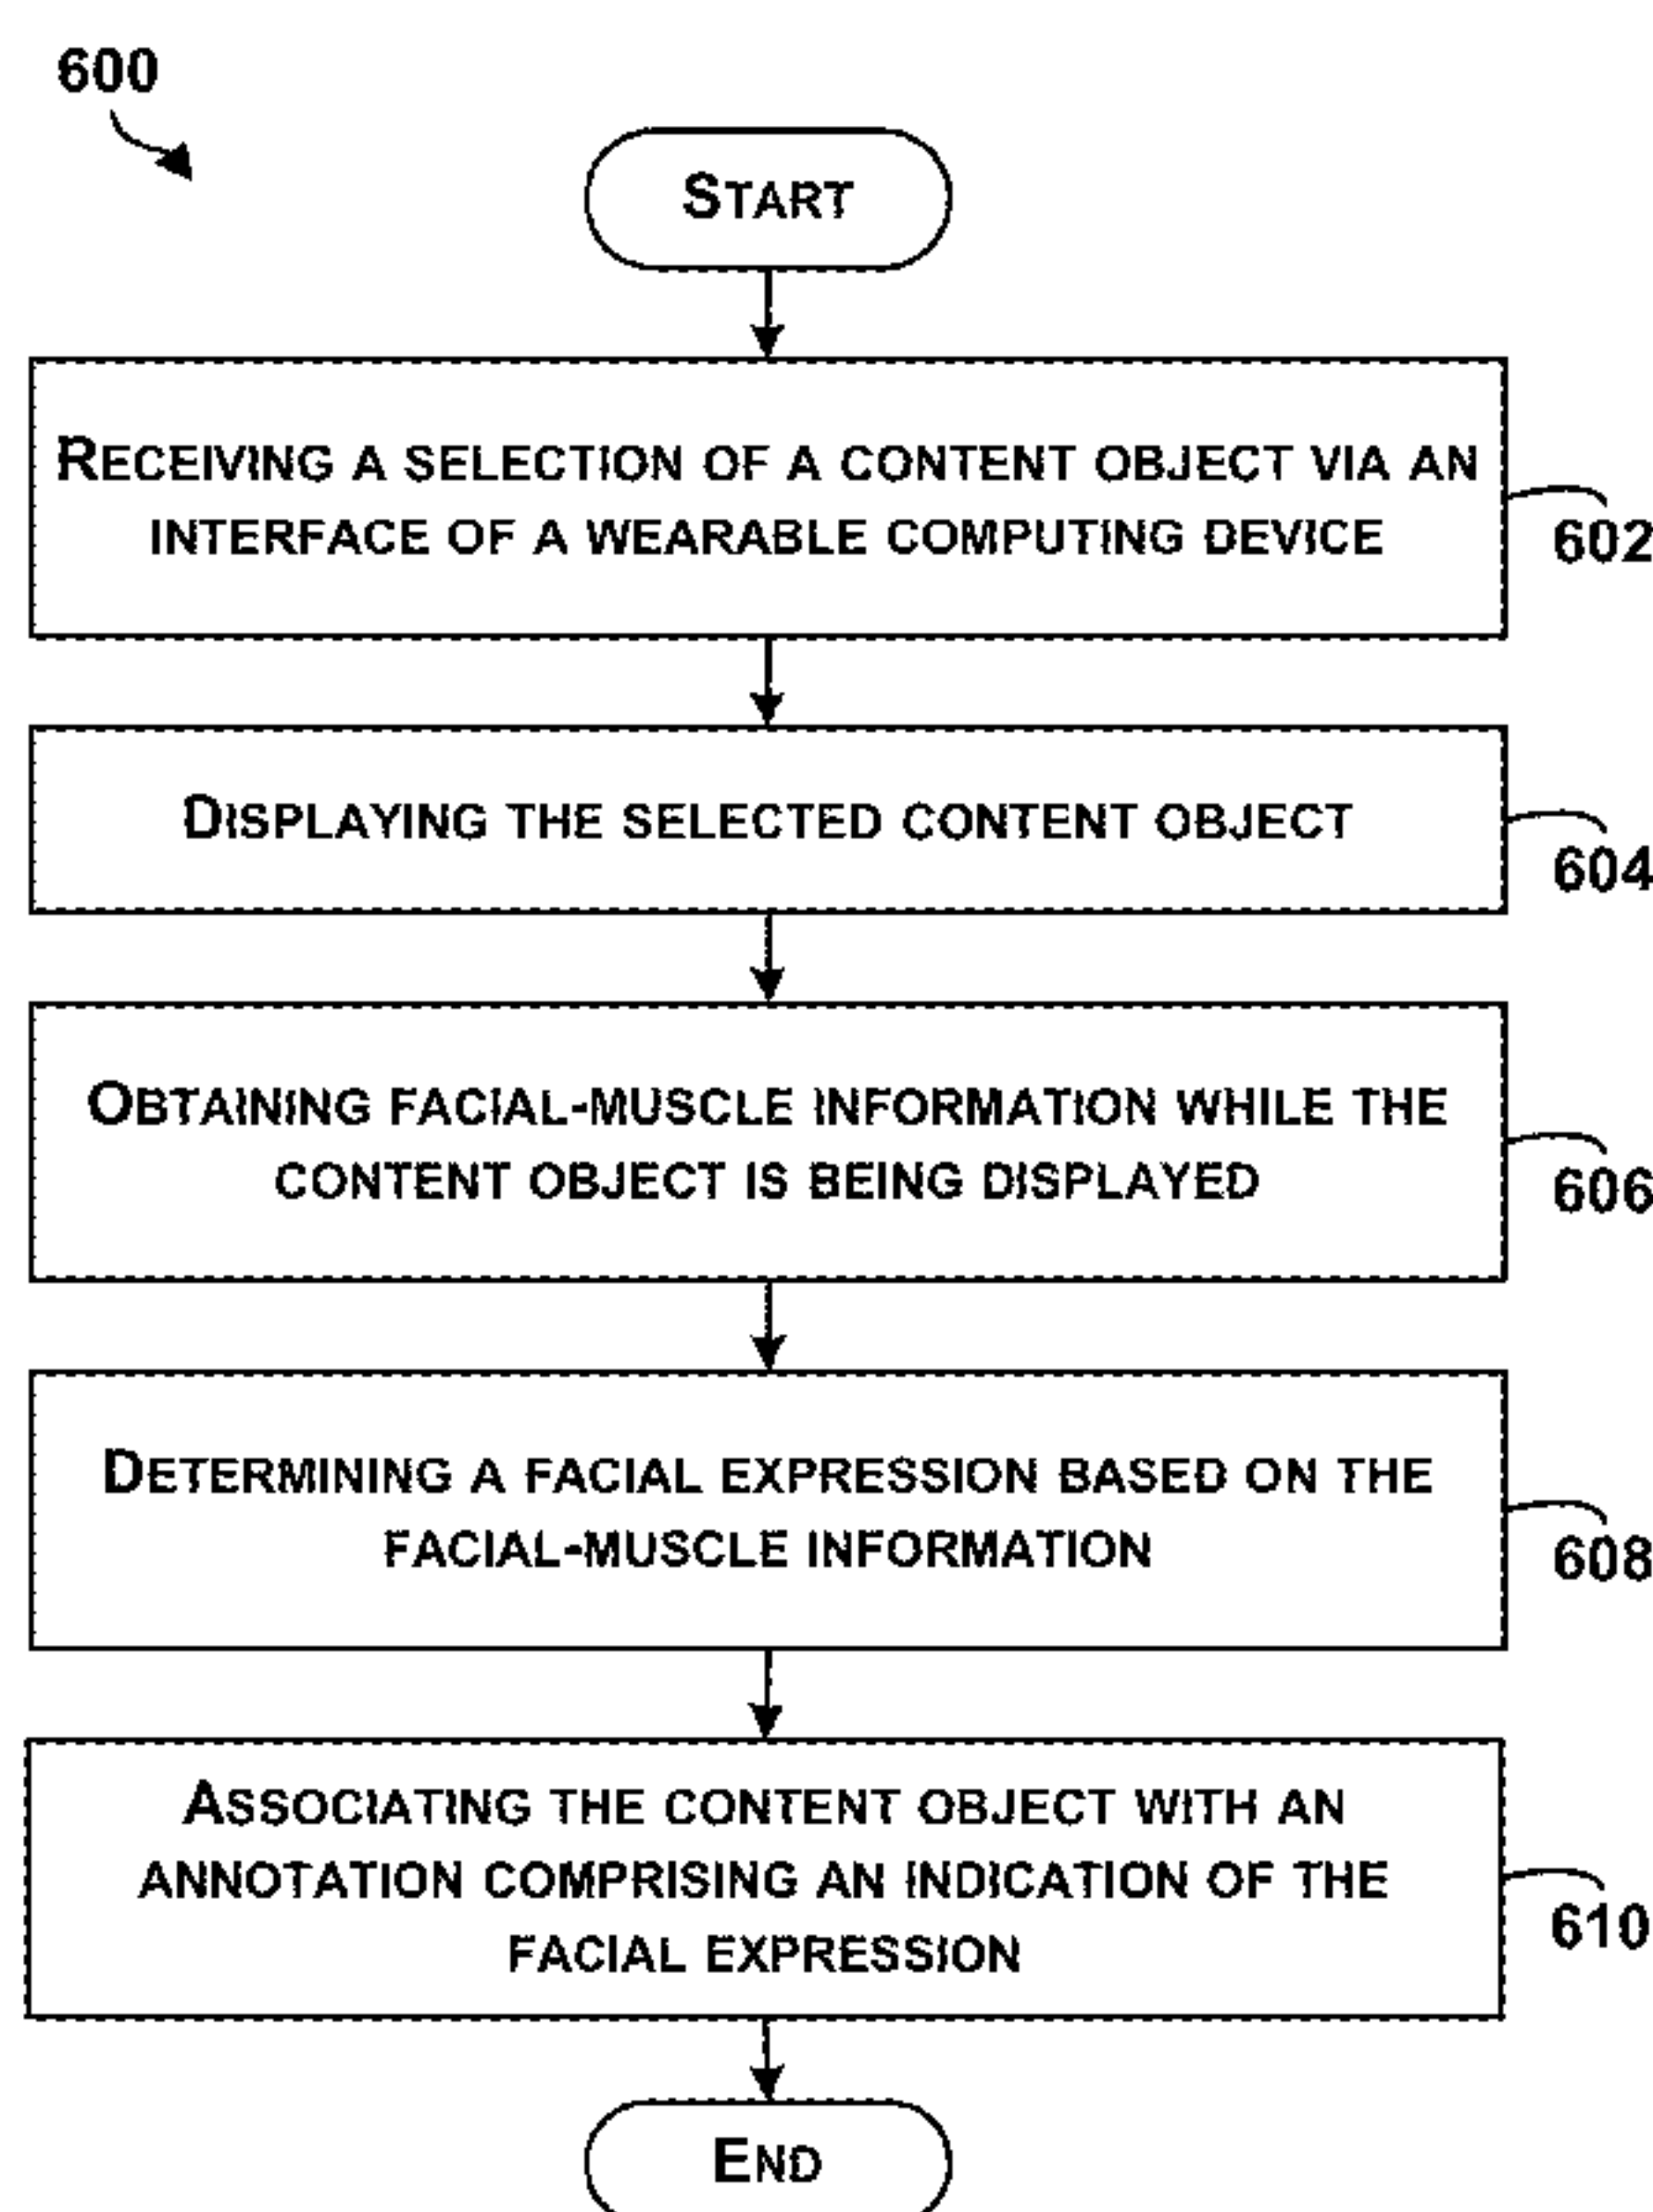 600
START
RECEIVING A SELECTION OF A CONTENT OBJECT VIA AN
INTERFACE OF A WEARABLE COMPUTING DEVICE
602
DISPLAYING THE SELECTED CONTENT OBJECT
604
OBTAINING FACIAL-MUSCLE INFORMATION WHILE THE
CONTENT OBJECT IS BEING DISPLAYED
606
DETERMINING A FACIAL EXPRESSION BASED ON THE
FACIAL-MUSCLE INFORMATION
608
ASSOCIATING THE CONTENT OBJECT WITH AN
ANNOTATION COMPRISING AN INDICATION OF THE
FACIAL EXPRESSION
610
END